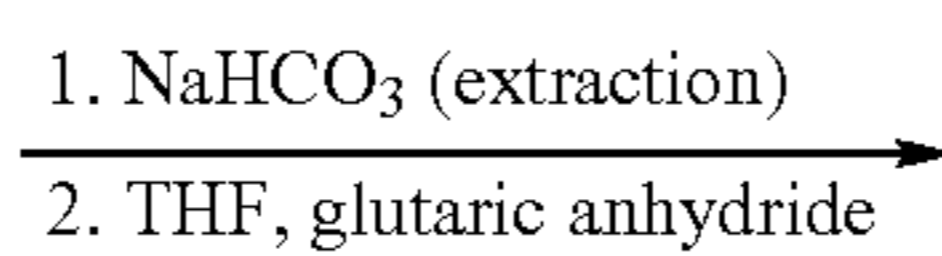 1. NaHCO₃ (extraction)
2. THF, glutaric anhydride